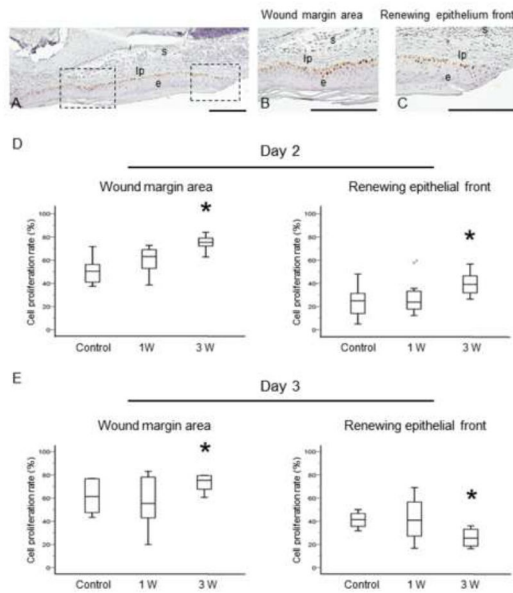 Wound margin area Renewing epithelium front
s s s
lp lp lp
e e e
A B C
D
Day 2
Wound margin area Renewing epithelial front
* *
Cell proliferation rate (%) Cell proliferation rate (%)
100 100
80 80
60 60
40 40
20 20
0 0
Control 1 W 3 W Control 1 W 3 W
E
Day 3
Wound margin area Renewing epithelial front
* *
Cell proliferation rate (%) Cell proliferation rate (%)
100 100
80 80
60 60
40 40
20 20
0 0
Control 1 W 3 W Control 1 W 3 W